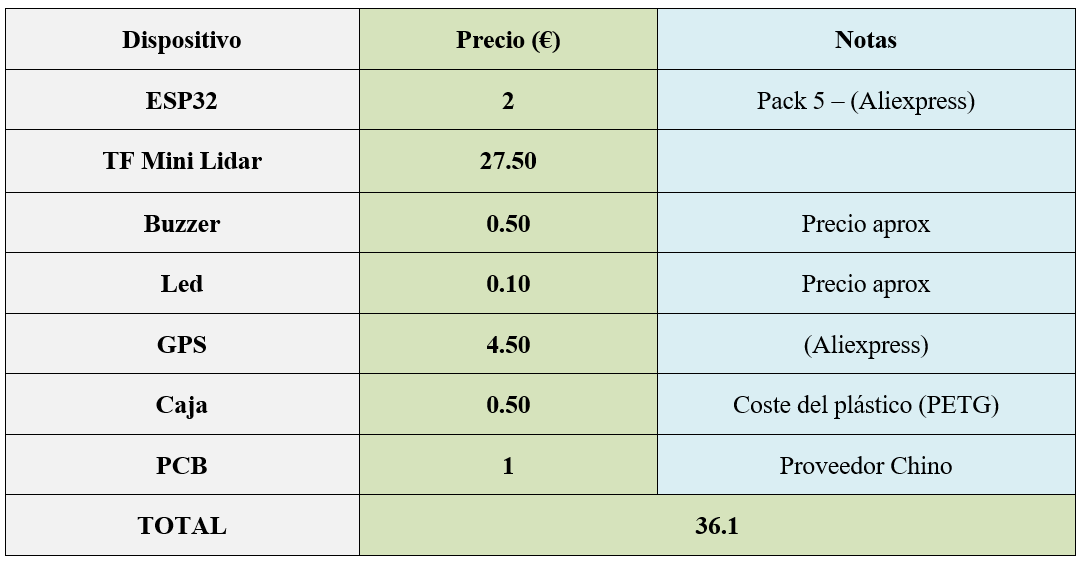 Dispositivo Precio (€) Notas
ESP32 2 Pack 5 – (Aliexpress)
TF Mini Lidar 27.50
Buzzer 0.50 Precio aprox
Led 0.10 Precio aprox
GPS 4.50 (Aliexpress)
Caja 0.50 Coste del plástico (PETG)
PCB 1 Proveedor Chino
TOTAL 36.1